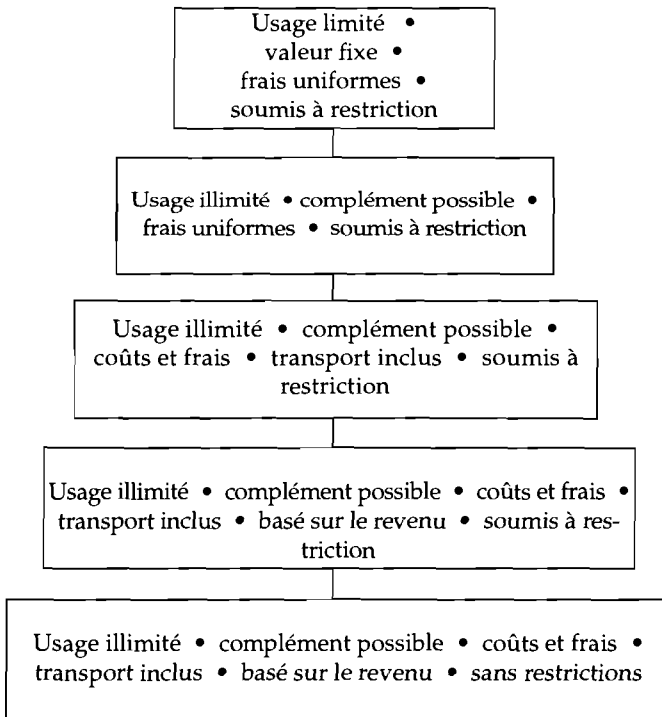 Usage limité •
valeur fixe •
frais uniformes •
soumis à restriction
Usage illimité • complément possible •
frais uniformes • soumis à restriction
Usage illimité • complément possible •
coûts et frais • transport inclus • soumis à
restriction
Usage illimité • complément possible • coûts et frais •
transport inclus • basé sur le revenu • soumis à res-
triction
Usage illimité • complément possible • coûts et frais •
transport inclus • basé sur le revenu • sans restrictions